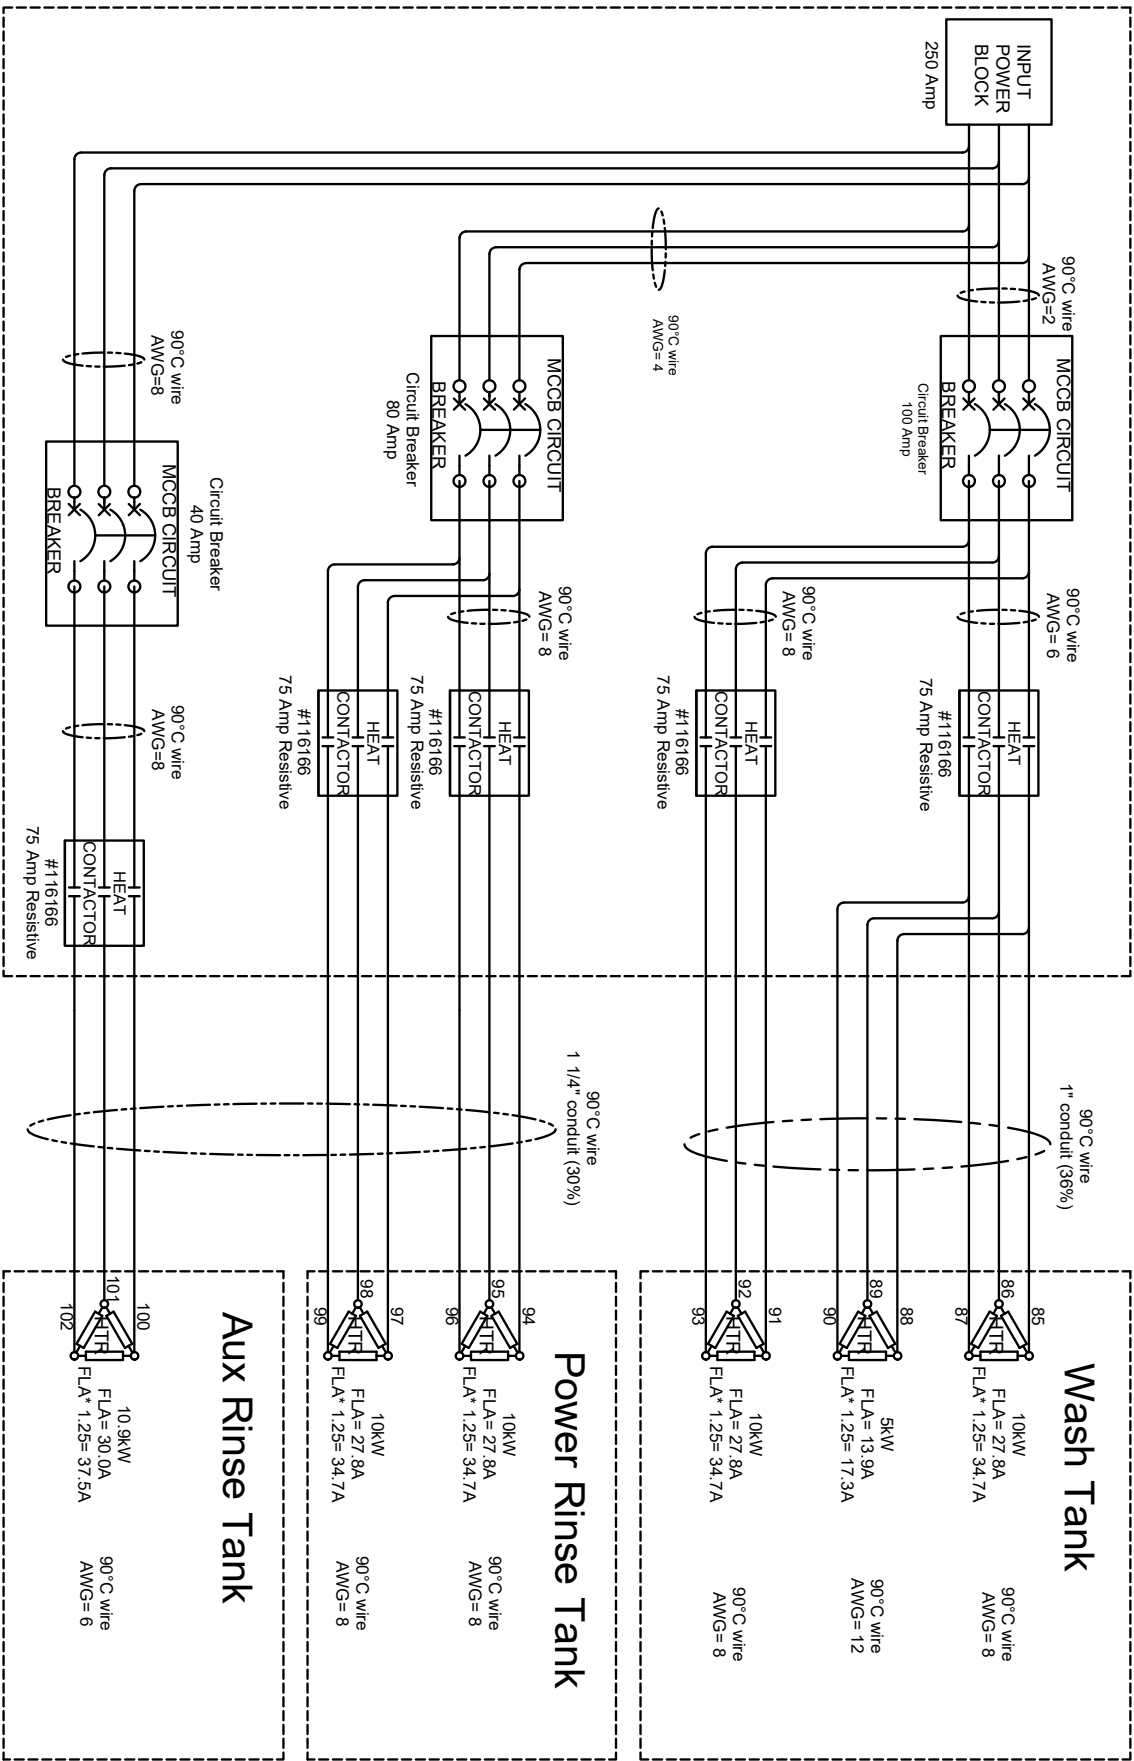 INPUT
POWER
BLOCK
250 Amp
90°C wire
AWG=2
MCCB CIRCUIT
BREAKER
Circuit Breaker
100 Amp
90°C wire
AWG= 6
HEAT
CONTACTOR
#116166
75 Amp Resistive
90°C wire
AWG= 8
HEAT
CONTACTOR
#116166
75 Amp Resistive
90°C wire
AWG= 4
MCCB CIRCUIT
BREAKER
Circuit Breaker
80 Amp
90°C wire
AWG= 8
HEAT
CONTACTOR
#116166
75 Amp Resistive
HEAT
CONTACTOR
#116166
75 Amp Resistive
90°C wire
AWG=8
Circuit Breaker
40 Amp
MCCB CIRCUIT
BREAKER
90°C wire
AWG=8
HEAT
CONTACTOR
#116166
75 Amp Resistive
90°C wire
1" conduit (36%)
90°C wire
1 1/4" conduit (30%)
Wash Tank
85
86
87
HTR
10kW
FLA= 27.8A
FLA* 1.25= 34.7A
90°C wire
AWG= 8
88
89
90
HTR
5kW
FLA= 13.9A
FLA* 1.25= 17.3A
90°C wire
AWG= 12
91
92
93
HTR
10kW
FLA= 27.8A
FLA* 1.25= 34.7A
90°C wire
AWG= 8
Power Rinse Tank
94
95
96
HTR
10kW
FLA= 27.8A
FLA* 1.25= 34.7A
90°C wire
AWG= 8
97
98
99
HTR
10kW
FLA= 27.8A
FLA* 1.25= 34.7A
90°C wire
AWG= 8
Aux Rinse Tank
100
101
102
HTR
10.9kW
FLA= 30.0A
FLA* 1.25= 37.5A
90°C wire
AWG= 6